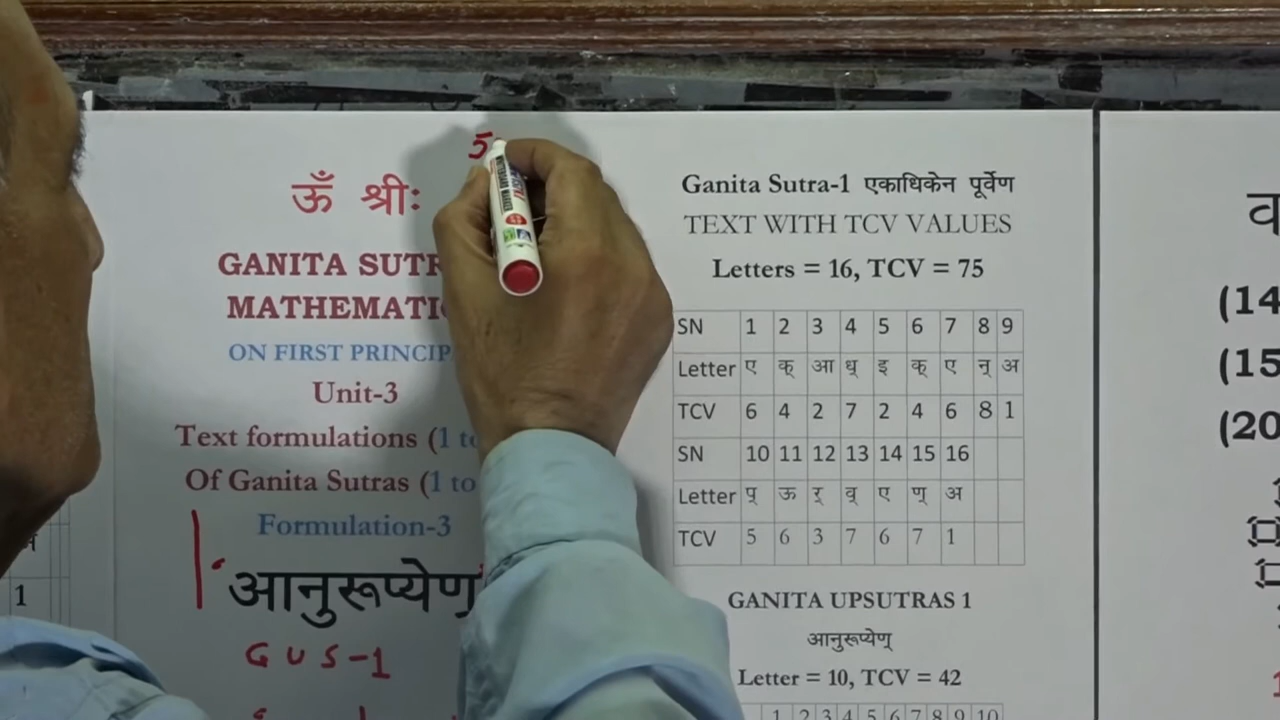 5
ऊँ श्रीः
GANITA SUTR
MATHEMATI
ON FIRST PRINCIP
Unit-3
Text formulations (1 to
Of Ganita Sutras (1 to
Formulation-3
आनुरूप्येण
G U S-1
1
Ganita Sutra-1 एकाधिकेन पूर्वेण
TEXT WITH TCV VALUES
Letters = 16, TCV = 75
SN 1 2 3 4 5 6 7 8 9
Letter ए क् आ ध् इ क् ए न् अ
TCV 6 4 2 7 2 4 6 8 1
SN 10 11 12 13 14 15 16
Letter प् ऊ र् व् ए ण् अ
TCV 5 6 3 7 6 7 1
GANITA UPSUTRAS 1
आनुरूप्येण्
Letter = 10, TCV = 42
1 2 3 4 5 6 7 8 9 10
व
(14
(15
(20